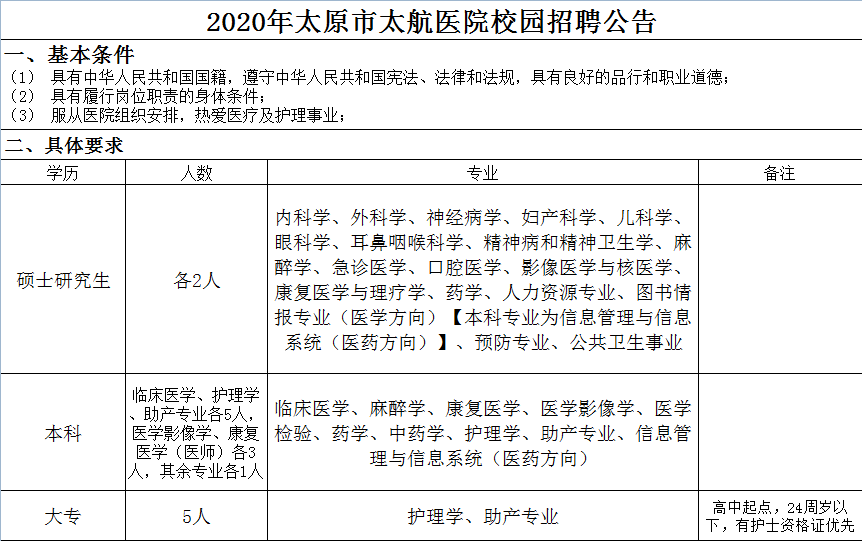 2020年太原市太航医院校园招聘公告
一、基本条件
（1） 具有中华人民共和国国籍，遵守中华人民共和国宪法、法律和法规，具有良好的品行和职业道德；
（2） 具有履行岗位职责的身体条件；
（3） 服从医院组织安排，热爱医疗及护理事业；
二、具体要求
学历 人数 专业 备注
硕士研究生
各2人
内科学、外科学、神经病学、妇产科学、儿科学、
眼科学、耳鼻咽喉科学、精神病和精神卫生学、麻
醉学、急诊医学、口腔医学、影像医学与核医学、
康复医学与理疗学、药学、人力资源专业、图书情
报专业（医学方向）【本科专业为信息管理与信息
系统（医药方向）】、预防专业、公共卫生事业
本科
临床医学、护理学
、助产专业各5人，
医学影像学、康复
医学（医师）各3
人，其余专业各1人
临床医学、麻醉学、康复医学、医学影像学、医学
检验、药学、中药学、护理学、助产专业、信息管
理与信息系统（医药方向）
大专
5人
护理学、助产专业
高中起点，24周岁以
下，有护士资格证优先